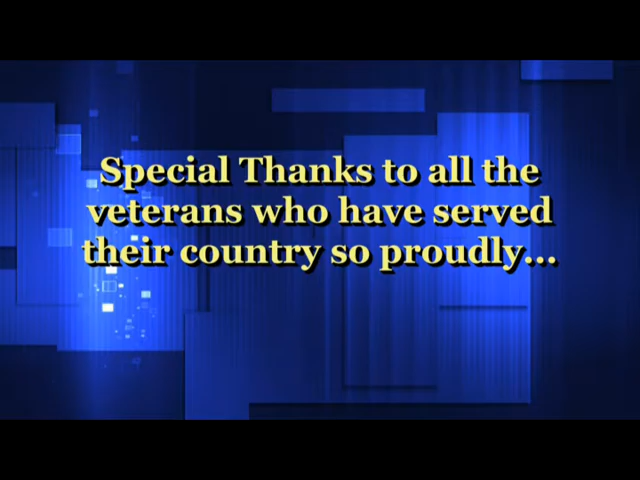 Special Thanks to all the
veterans who have served
their country so proudly...